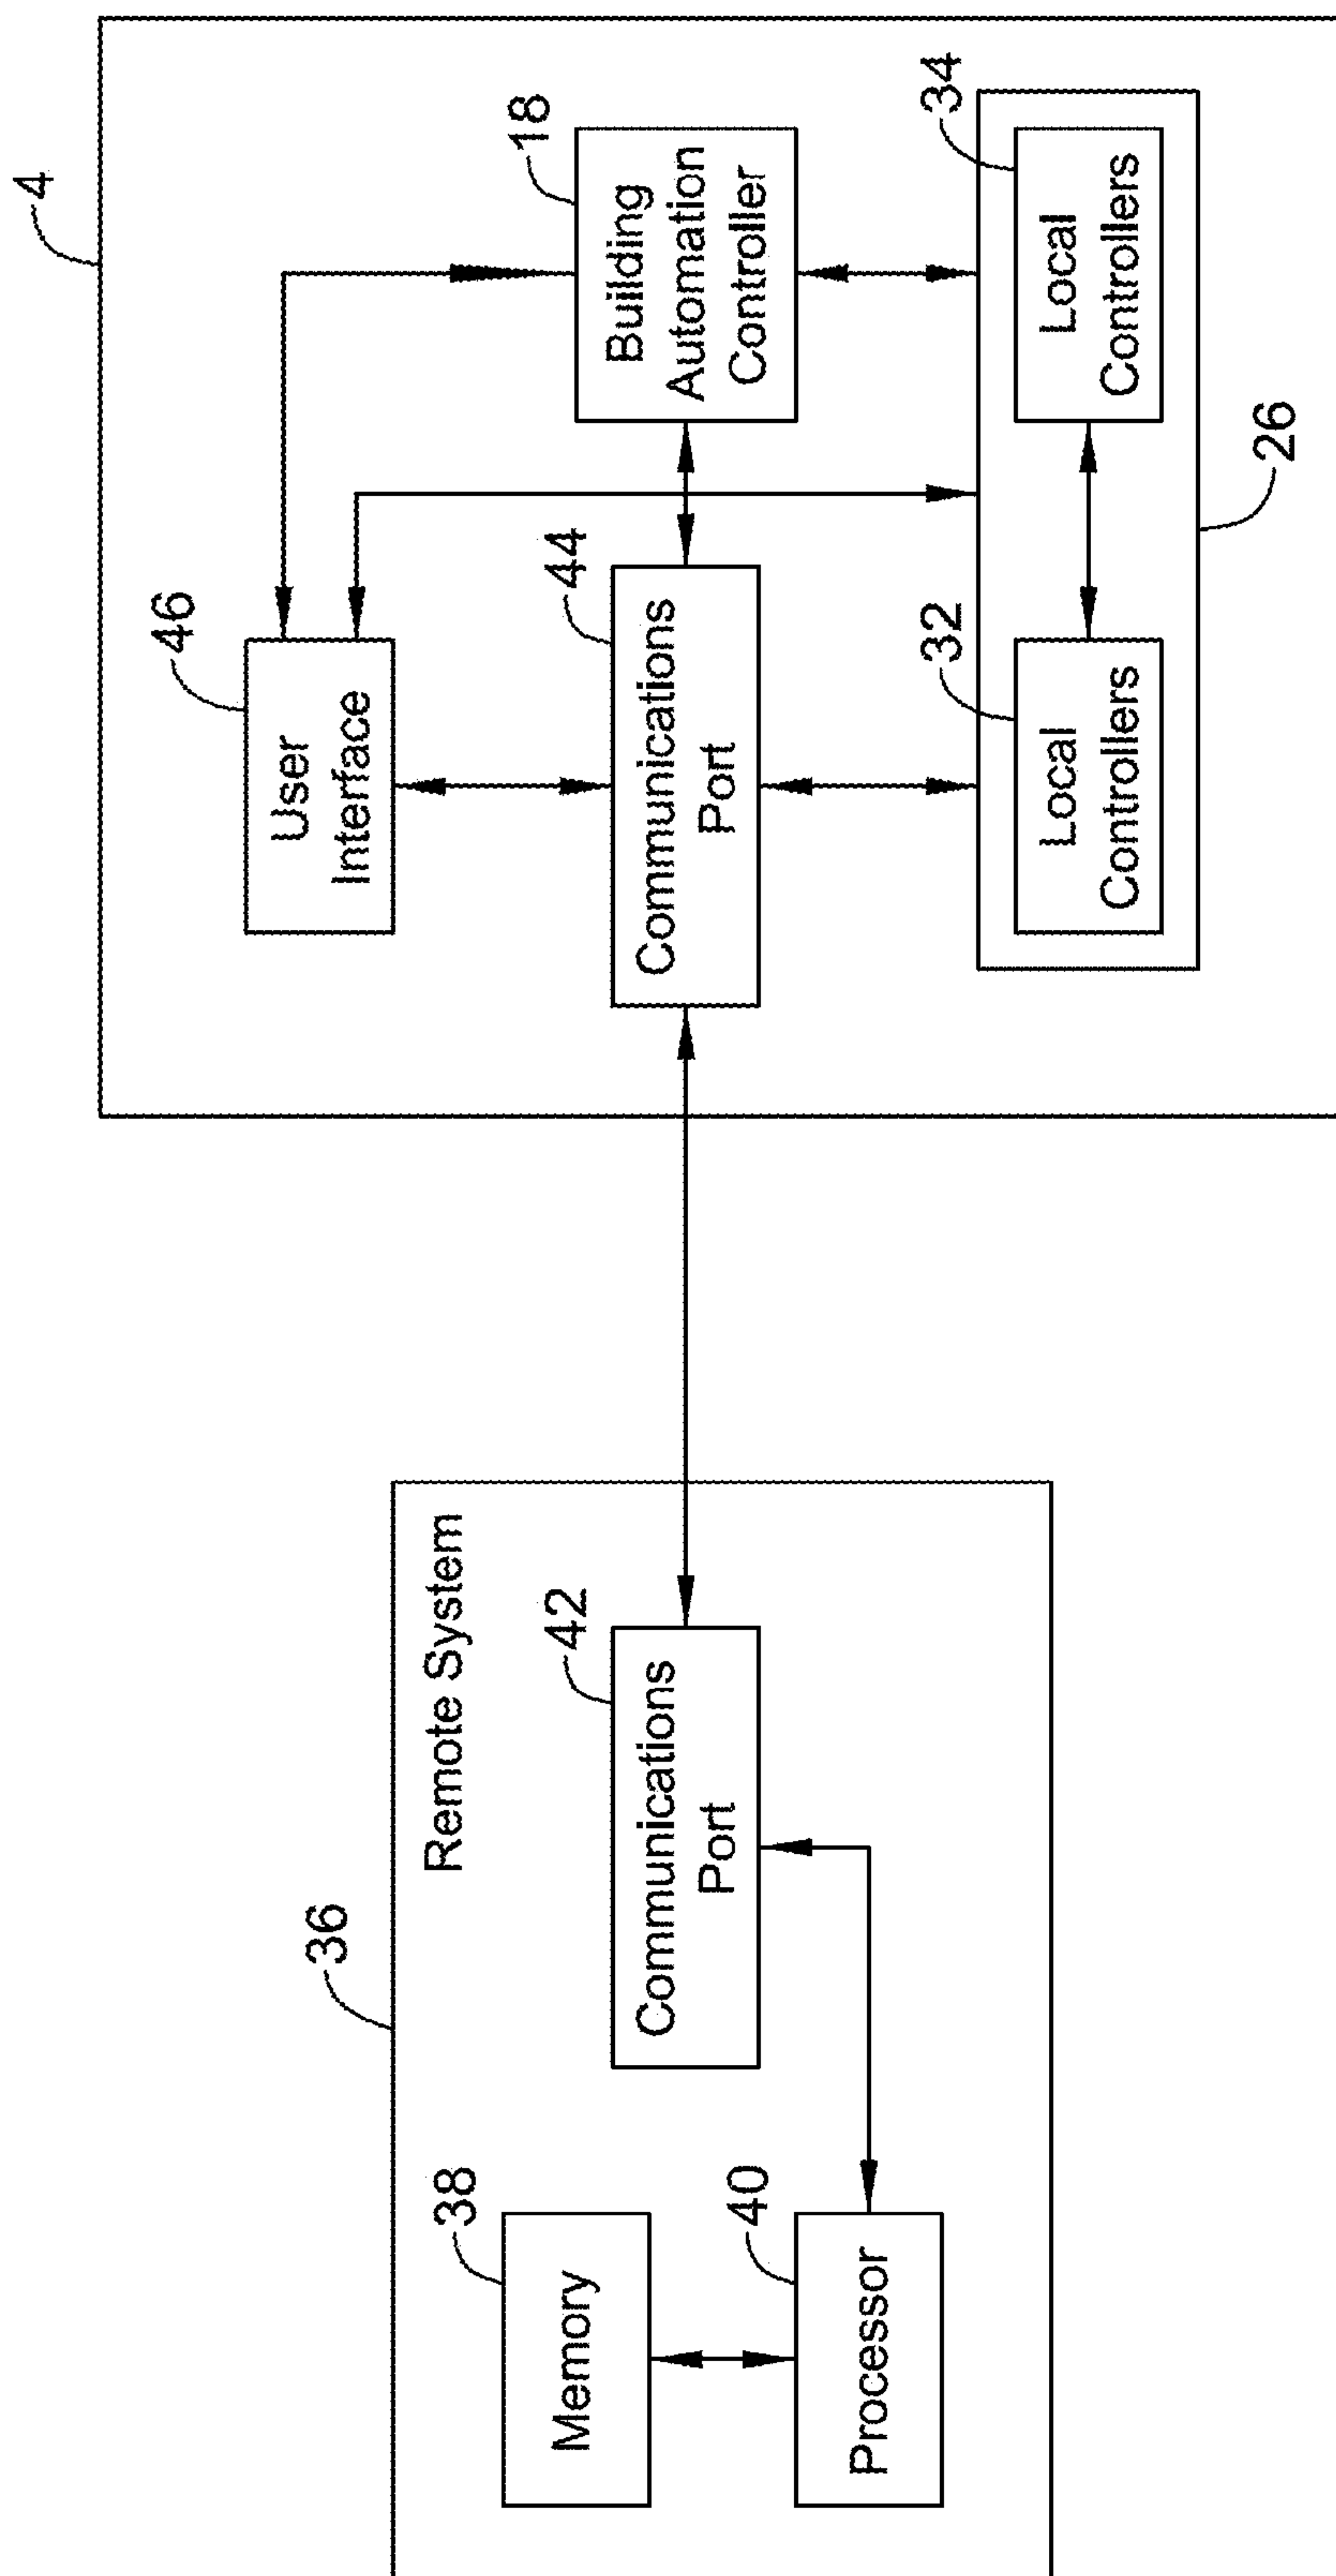 36
Remote System
38
Memory
40
Processor
42
Communications
Port
4
46
User
Interface
44
Communications
Port
18
Building
Automation
Controller
32
Local
Controllers
34
Local
Controllers
26